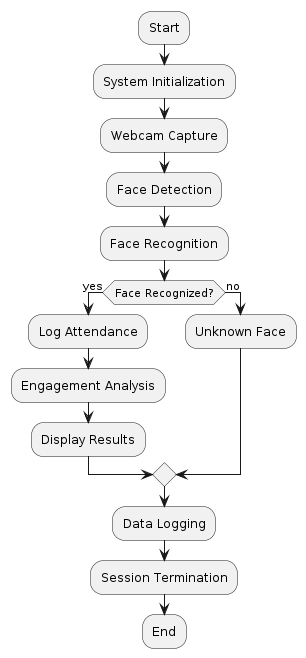 Start
System Initialization
Webcam Capture
Face Detection
Face Recognition
Face Recognized?
yes
no
Log Attendance
Unknown Face
Engagement Analysis
Display Results
Data Logging
Session Termination
End